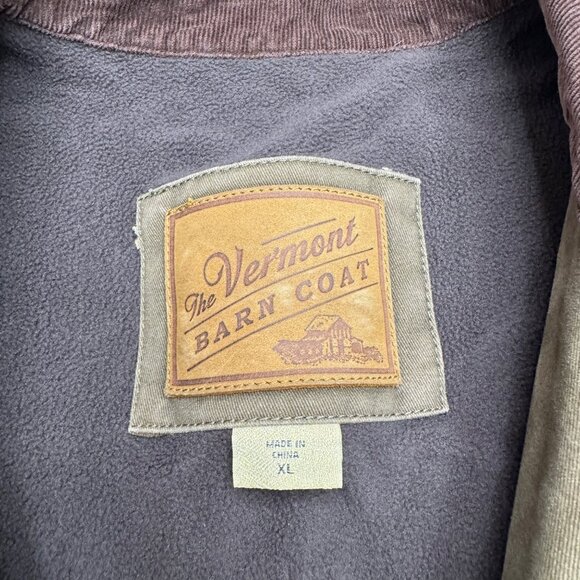 The Vermont
BARN COAT
MADE IN
CHINA
XL